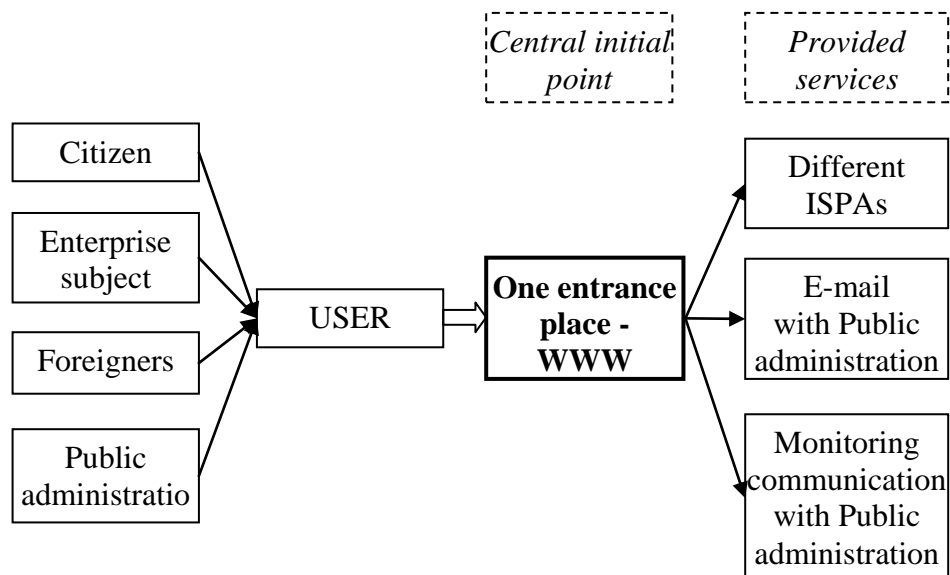 Central initial
point
Provided
services
Citizen
Enterprise
subject
Foreigners
Public
administratio
USER
One entrance
place -
WWW
Different
ISPAs
E-mail
with Public
administration
Monitoring
communication
with Public
administration